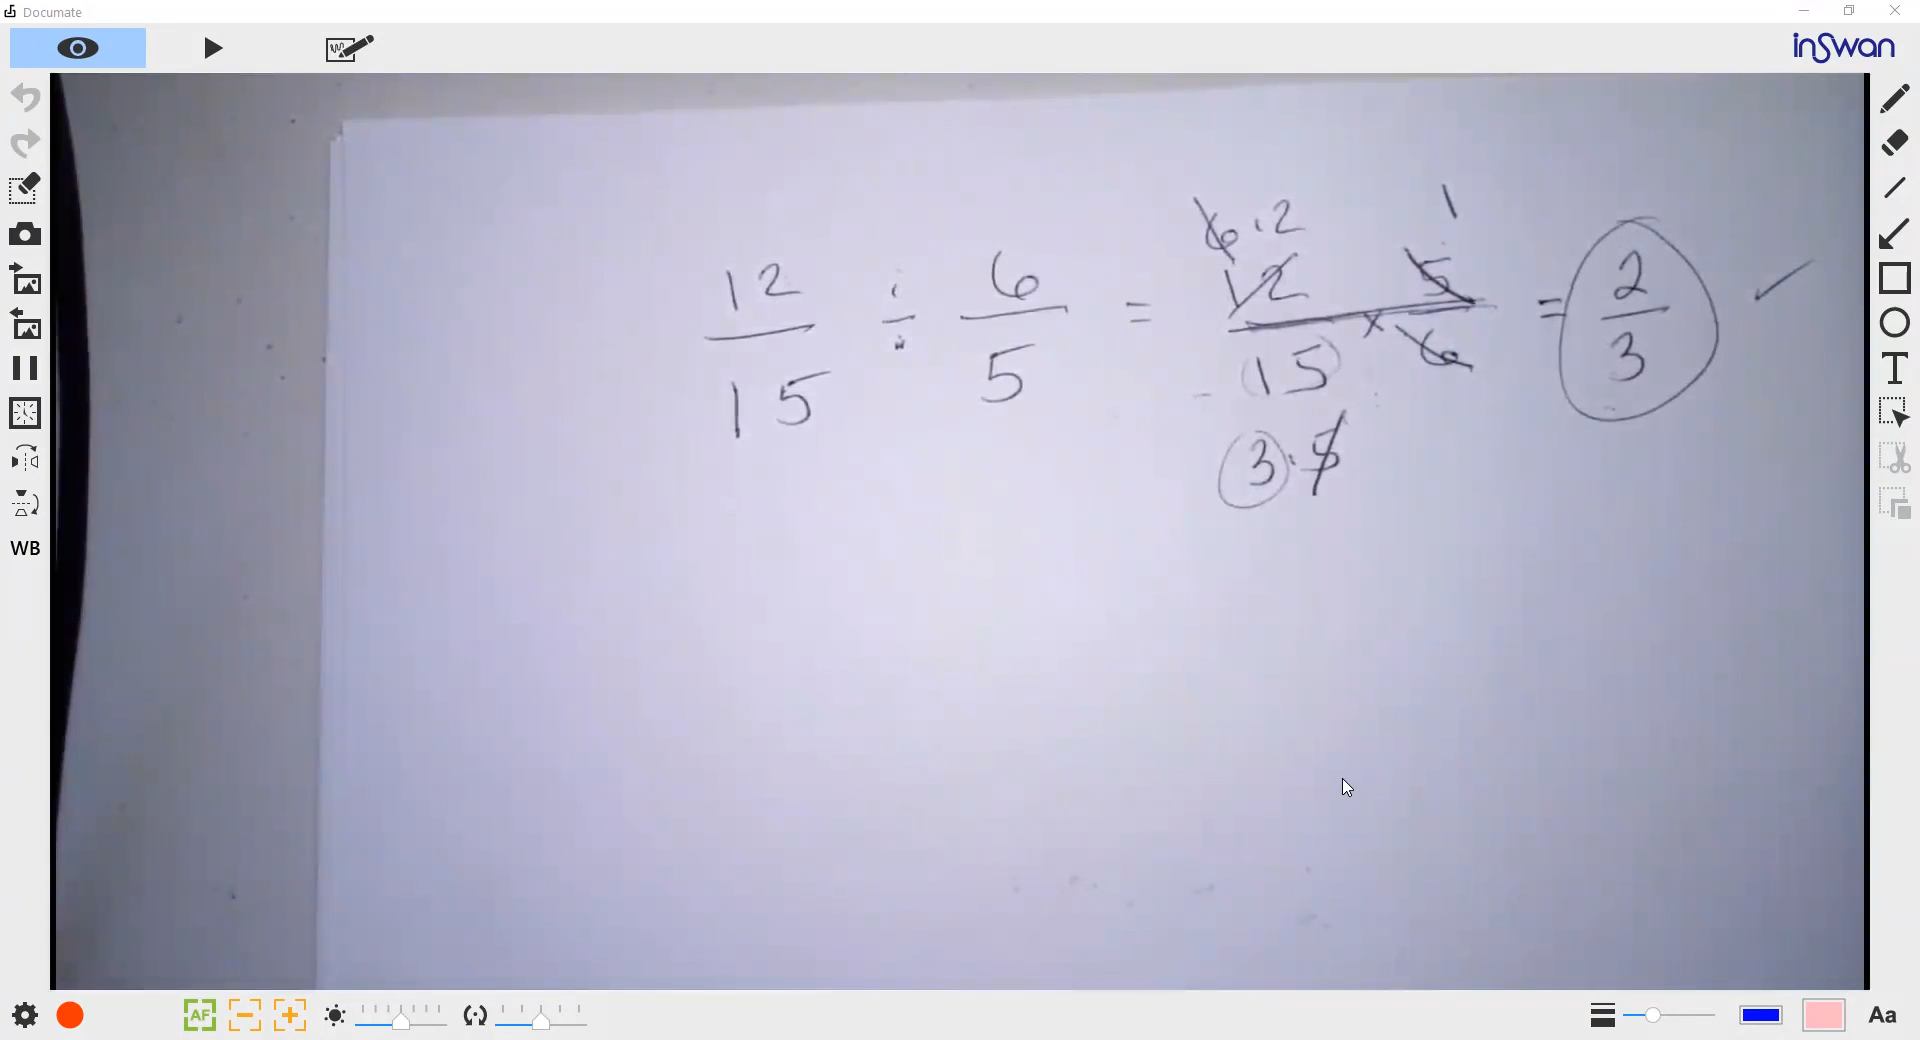 Documate
inSwan
12/15 ÷ 6/5 = 12/15 × 5/6 = 2/3 ✓
6 · 2
1
3 · 5
WB
AF
T
Aa